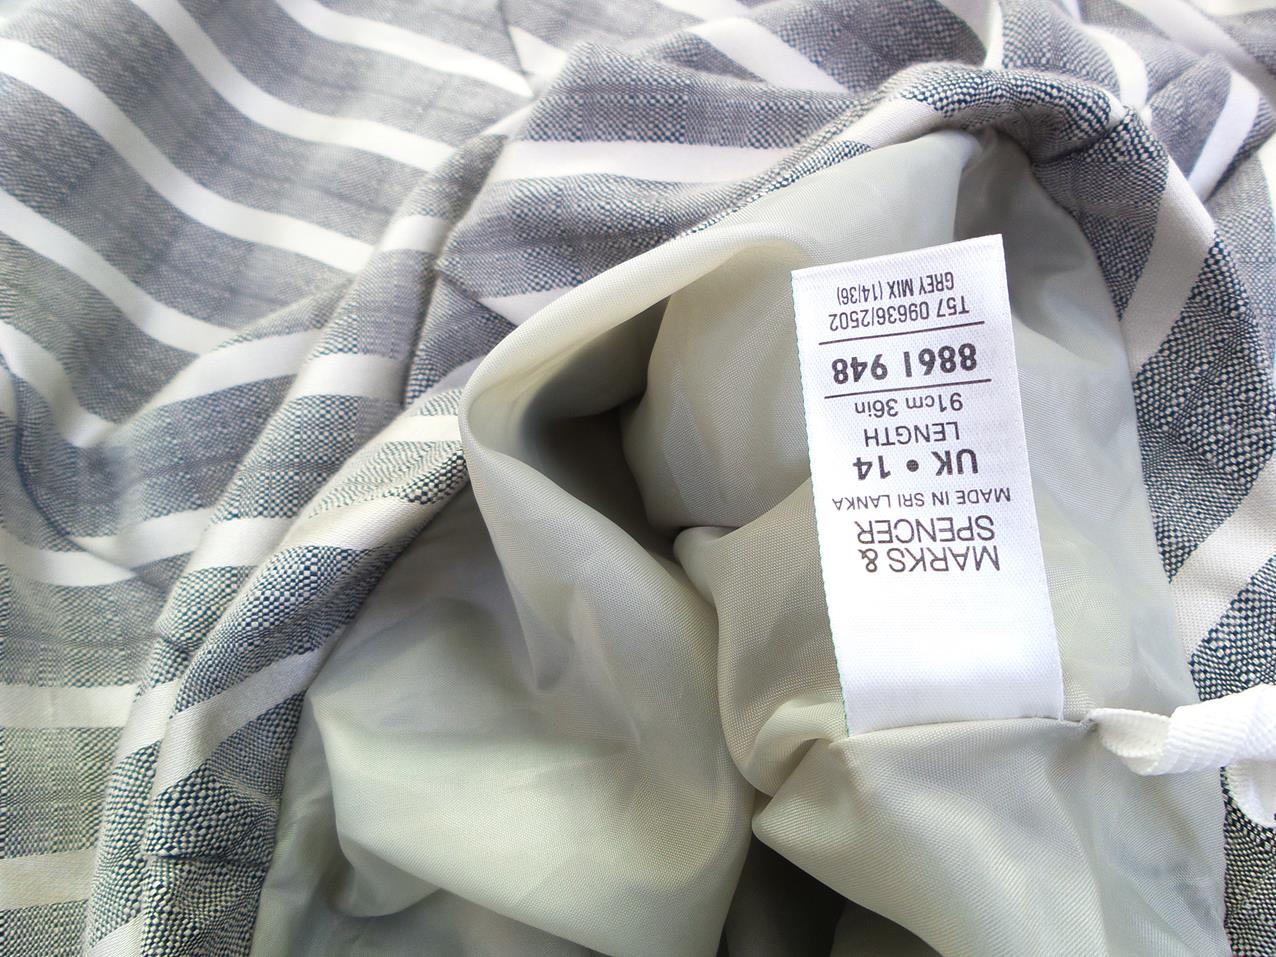 MARKS &
SPENCER
MADE IN SRI LANKA
UK • 14
LENGTH
91cm 36in
8861 948
T57 09636/2502
GREY MIX (14/36)